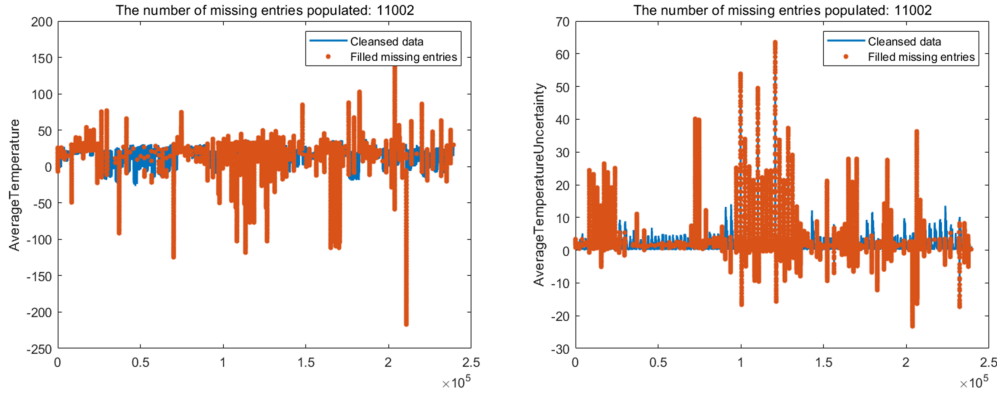 The number of missing entries populated: 11002
200
150
100
50
0
-50
-100
-150
-200
-250
AverageTemperature
Cleansed data
Filled missing entries
0 0.5 1 1.5 2 2.5
×10^5
The number of missing entries populated: 11002
70
60
50
40
30
20
10
0
-10
-20
-30
AverageTemperatureUncertainty
Cleansed data
Filled missing entries
0 0.5 1 1.5 2 2.5
×10^5